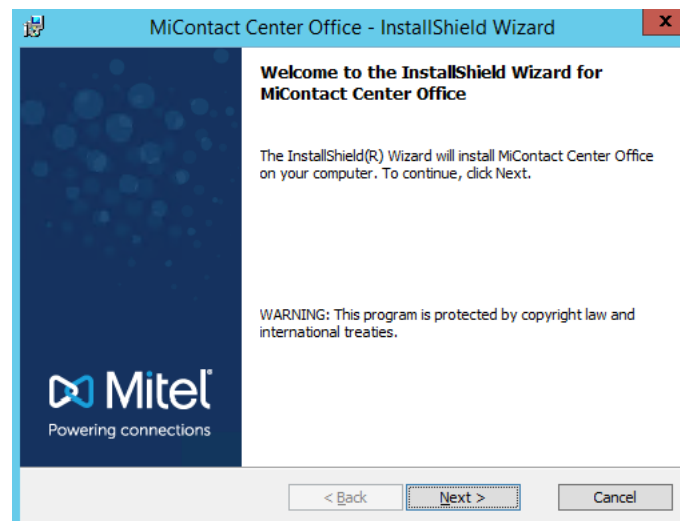 MiContact Center Office - InstallShield Wizard
x
Welcome to the InstallShield Wizard for
MiContact Center Office
The InstallShield(R) Wizard will install MiContact Center Office
on your computer. To continue, click Next.
WARNING: This program is protected by copyright law and
international treaties.
Mitel
Powering connections
< Back
Next >
Cancel